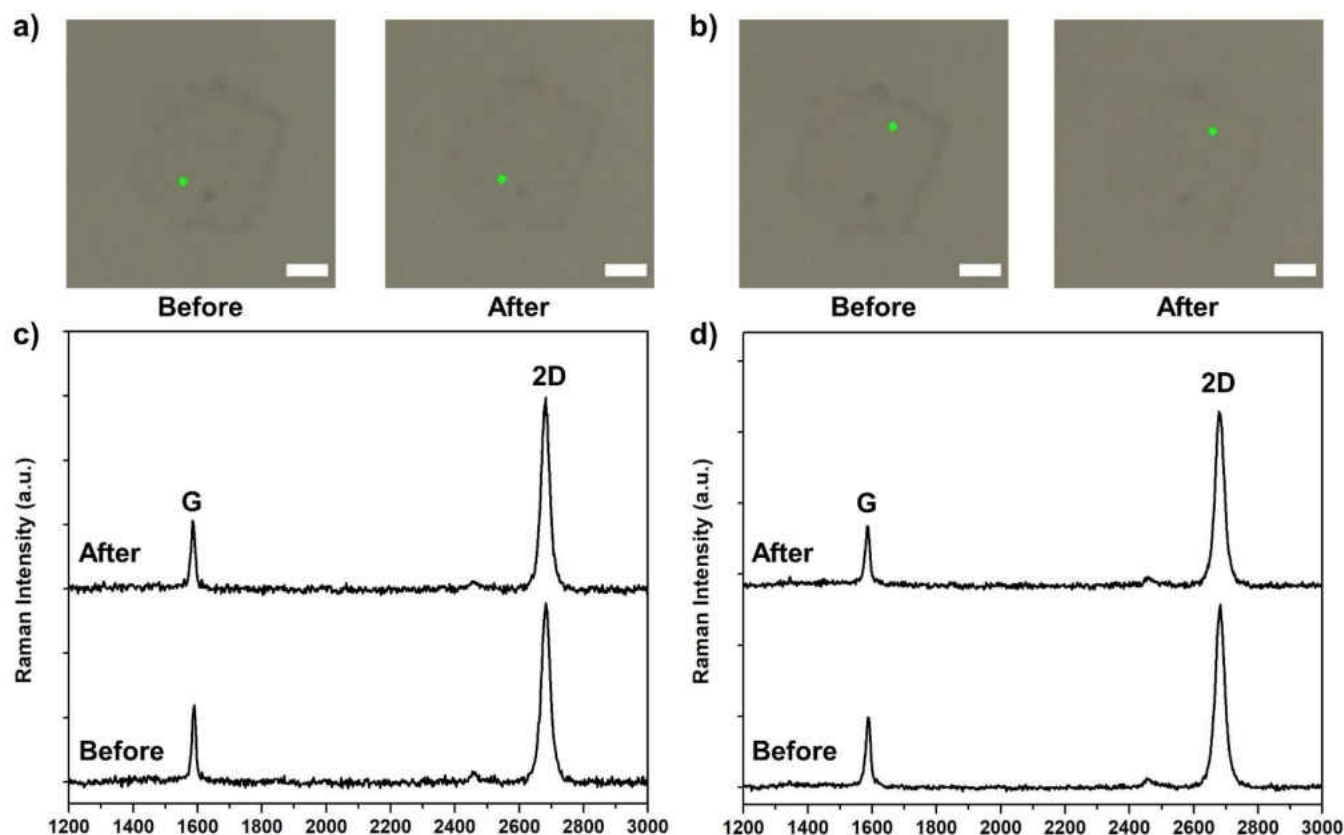 a)
b)
Before
After
Before
After
c)
d)
2D
G
After
Before
Raman Intensity (a.u.)
1200 1400 1600 1800 2000 2200 2400 2600 2800 3000
2D
G
After
Before
Raman Intensity (a.u.)
1200 1400 1600 1800 2000 2200 2400 2600 2800 3000